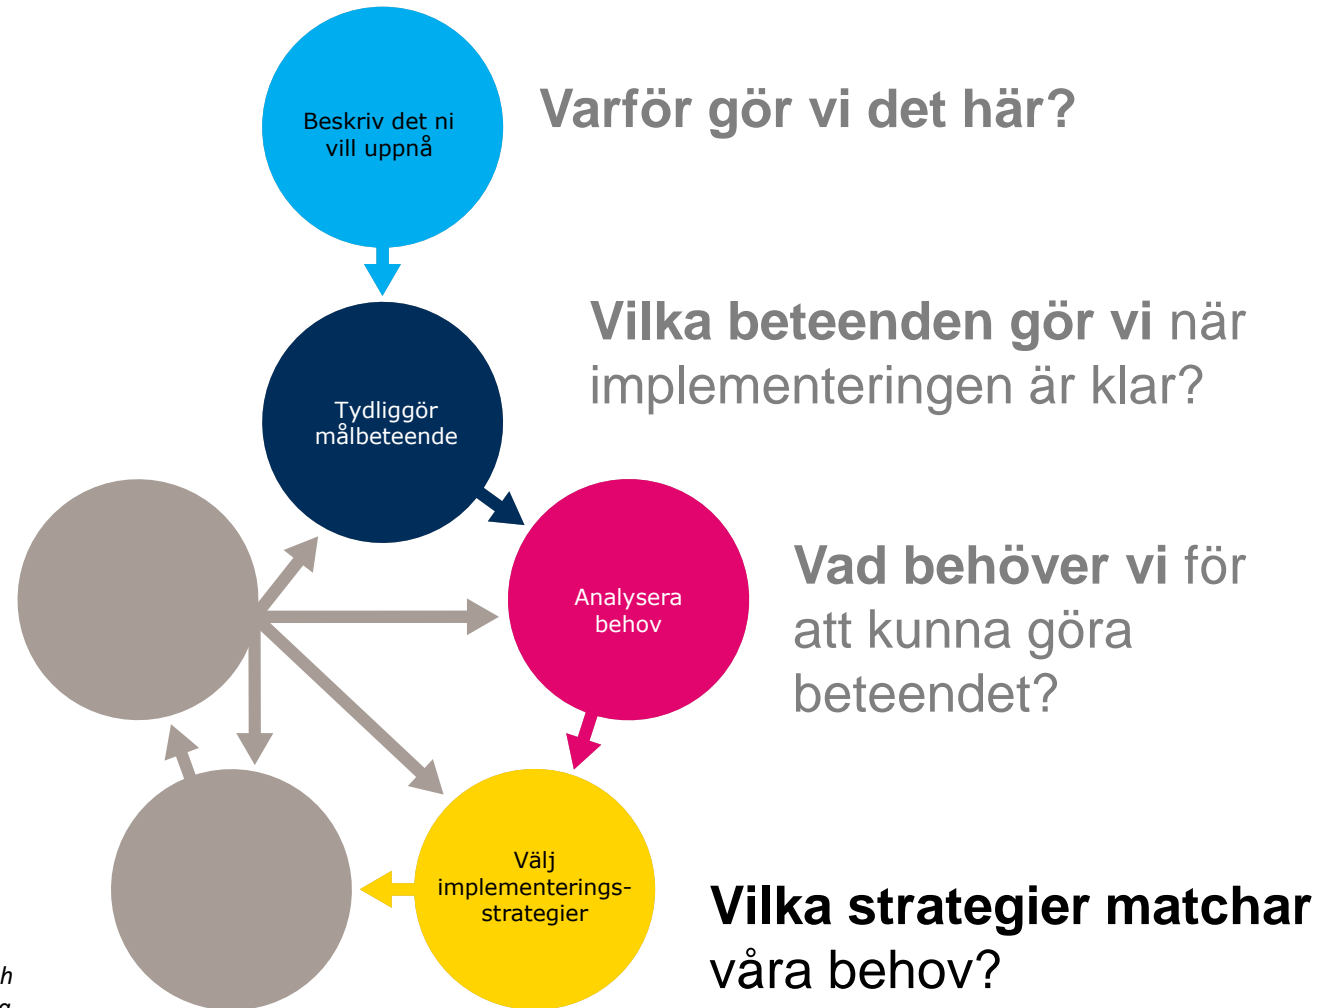 Beskriv det ni
vill uppnå
Varför gör vi det här?
Tydliggör
målbeteende
Vilka beteenden gör vi när
implementeringen är klar?
Analysera
behov
Vad behöver vi för
att kunna göra
beteendet?
Välj
implementerings-
strategier
Vilka strategier matchar
våra behov?
h